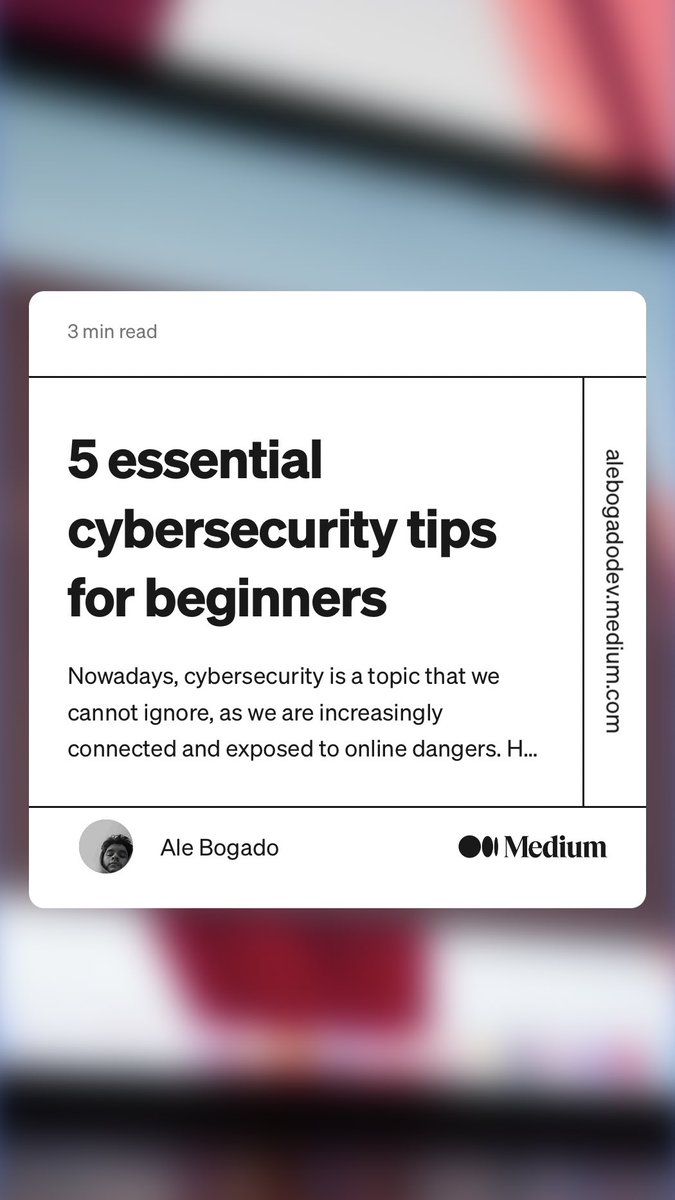 3 min read
5 essential
cybersecurity tips
for beginners
Nowadays, cybersecurity is a topic that we
cannot ignore, as we are increasingly
connected and exposed to online dangers. H...
alebogadodev.medium.com
Ale Bogado
Medium